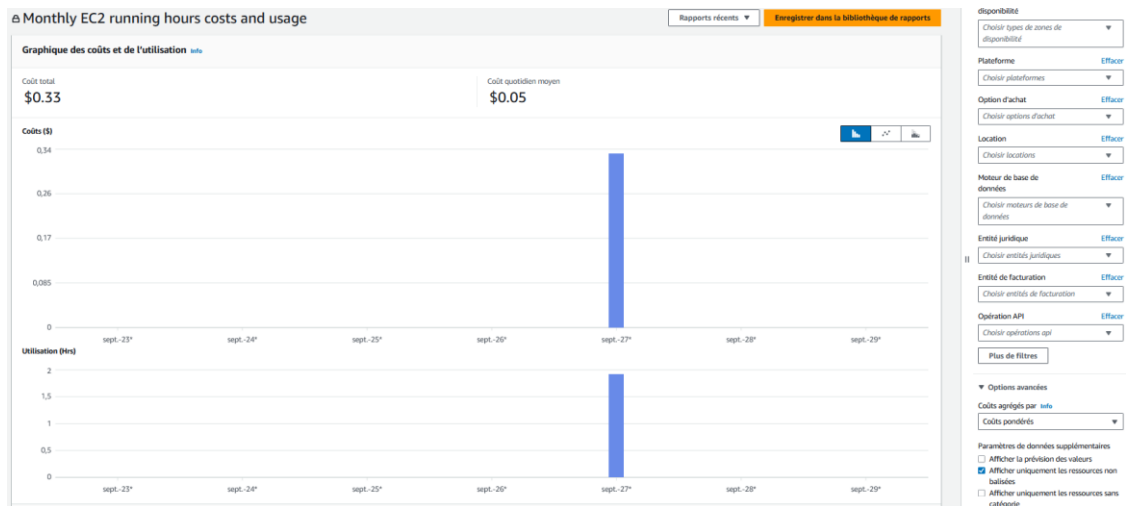 Monthly EC2 running hours costs and usage
Rapports récents ▼
Enregistrer dans la bibliothèque de rapports
Graphique des coûts et de l'utilisation Info
Coût total
$0.33
Coût quotidien moyen
$0.05
Coûts ($)
0,34
0,26
0,17
0,085
0
sept.-23* sept.-24* sept.-25* sept.-26* sept.-27* sept.-28* sept.-29*
Utilisation (Hrs)
2
1,5
1
0,5
0
sept.-23* sept.-24* sept.-25* sept.-26* sept.-27* sept.-28* sept.-29*
disponibilité
Choisir types de zones de
disponibilité
Plateforme Effacer
Choisir plateformes
Option d'achat Effacer
Choisir options d'achat
Location Effacer
Choisir locations
Moteur de base de Effacer
données
Choisir moteurs de base de
données
Entité juridique Effacer
Choisir entités juridiques
Entité de facturation Effacer
Choisir entités de facturation
Opération API Effacer
Choisir opérations api
Plus de filtres
▼ Options avancées
Coûts agrégés par Info
Coûts pondérés
Paramètres de données supplémentaires
Afficher la prévision des valeurs
Afficher uniquement les ressources non
balisées
Afficher uniquement les ressources sans
catégorie